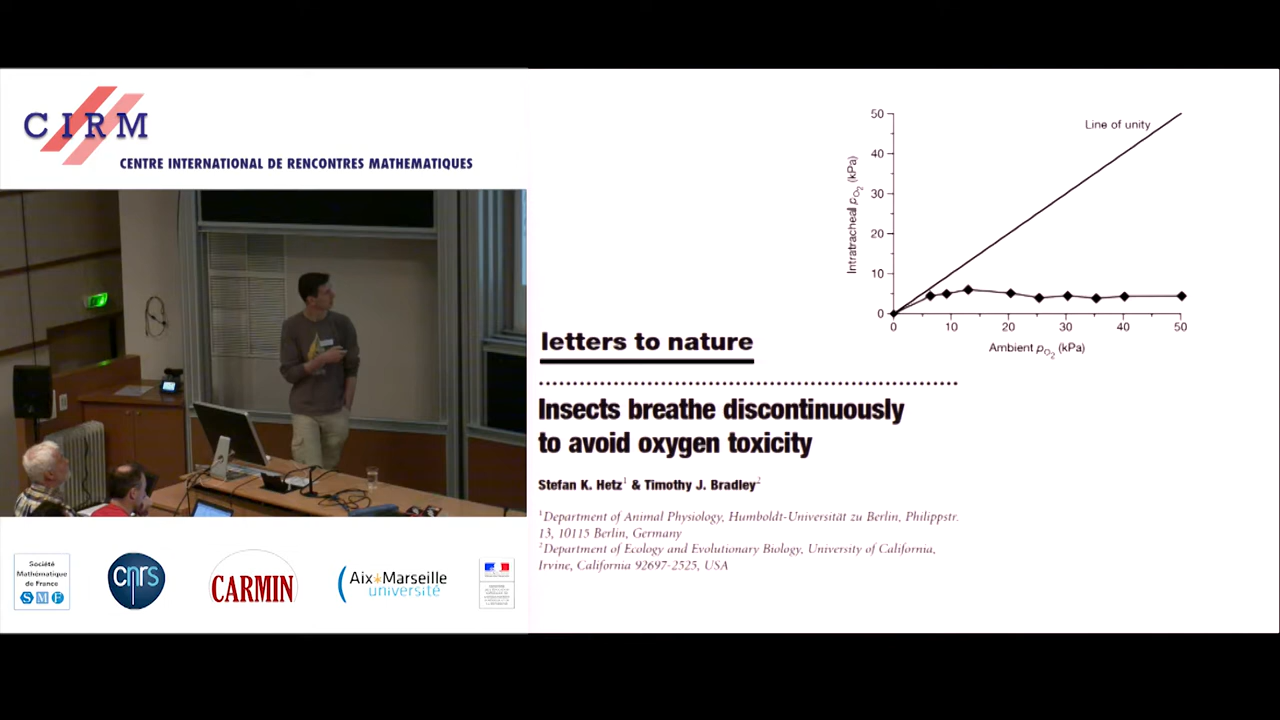 CIRM
CENTRE INTERNATIONAL DE RENCONTRES MATHEMATIQUES
50
40
30
20
10
0
Intratracheal pO2 (kPa)
Line of unity
0
10
20
30
40
50
Ambient pO2 (kPa)
letters to nature
Insects breathe discontinuously
to avoid oxygen toxicity
Stefan K. Hetz1 & Timothy J. Bradley2
1Department of Animal Physiology, Humboldt-Universität zu Berlin, Philippstr.
13, 10115 Berlin, Germany
2Department of Ecology and Evolutionary Biology, University of California,
Irvine, California 92697-2525, USA
Société
Mathématique
de France
SMF
cnrs
CARMIN
Aix*Marseille
université